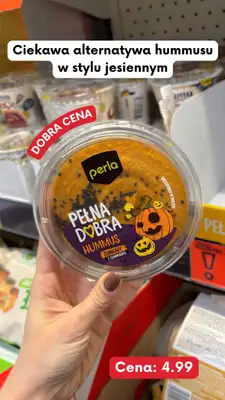 Ciekawa alternatywa hummusu
w stylu jesiennym
DOBRA CENA
perla
PEŁNA
DOBRA
HUMMUS
Cena: 4.99